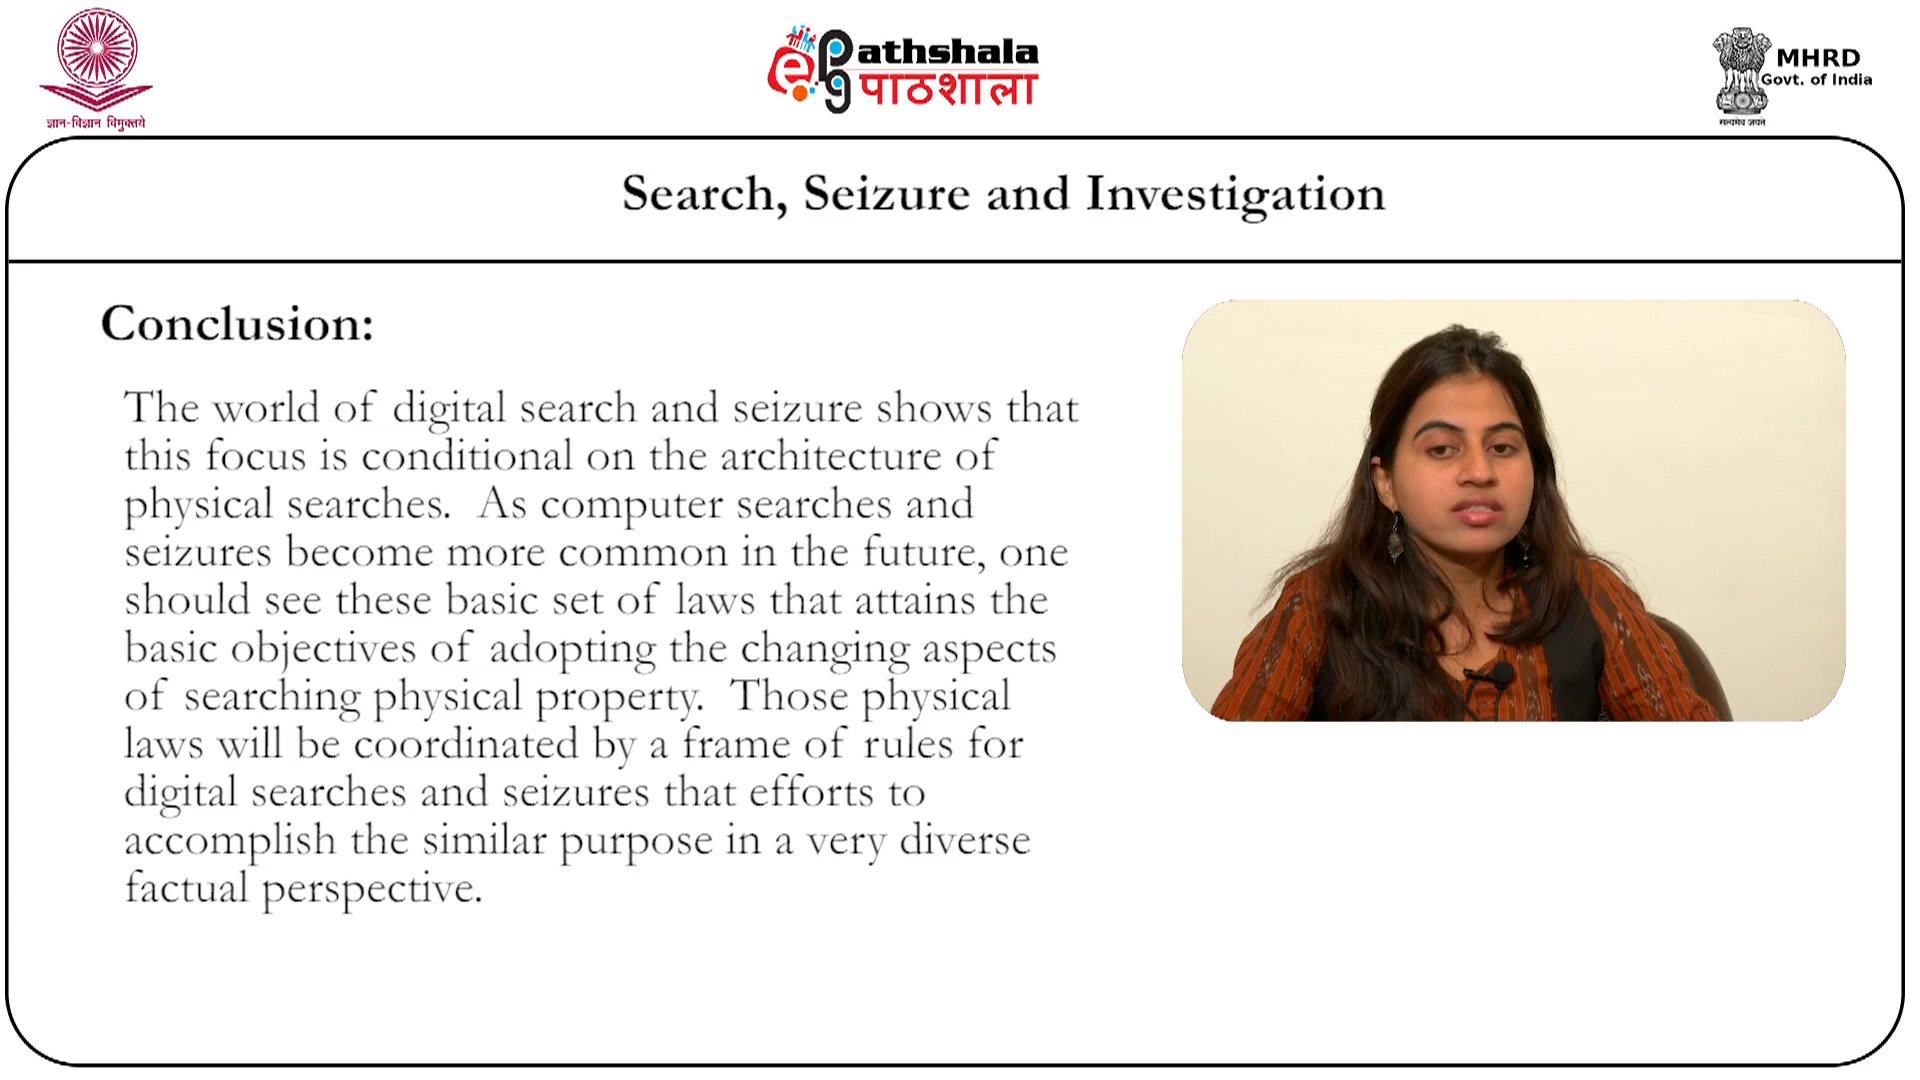 ज्ञान-विज्ञान विमुक्तये
ePGathshala
पाठशाला
MHRD
Govt. of India
सत्यमेव जयते
Search, Seizure and Investigation
Conclusion:
The world of digital search and seizure shows that
this focus is conditional on the architecture of
physical searches. As computer searches and
seizures become more common in the future, one
should see these basic set of laws that attains the
basic objectives of adopting the changing aspects
of searching physical property. Those physical
laws will be coordinated by a frame of rules for
digital searches and seizures that efforts to
accomplish the similar purpose in a very diverse
factual perspective.